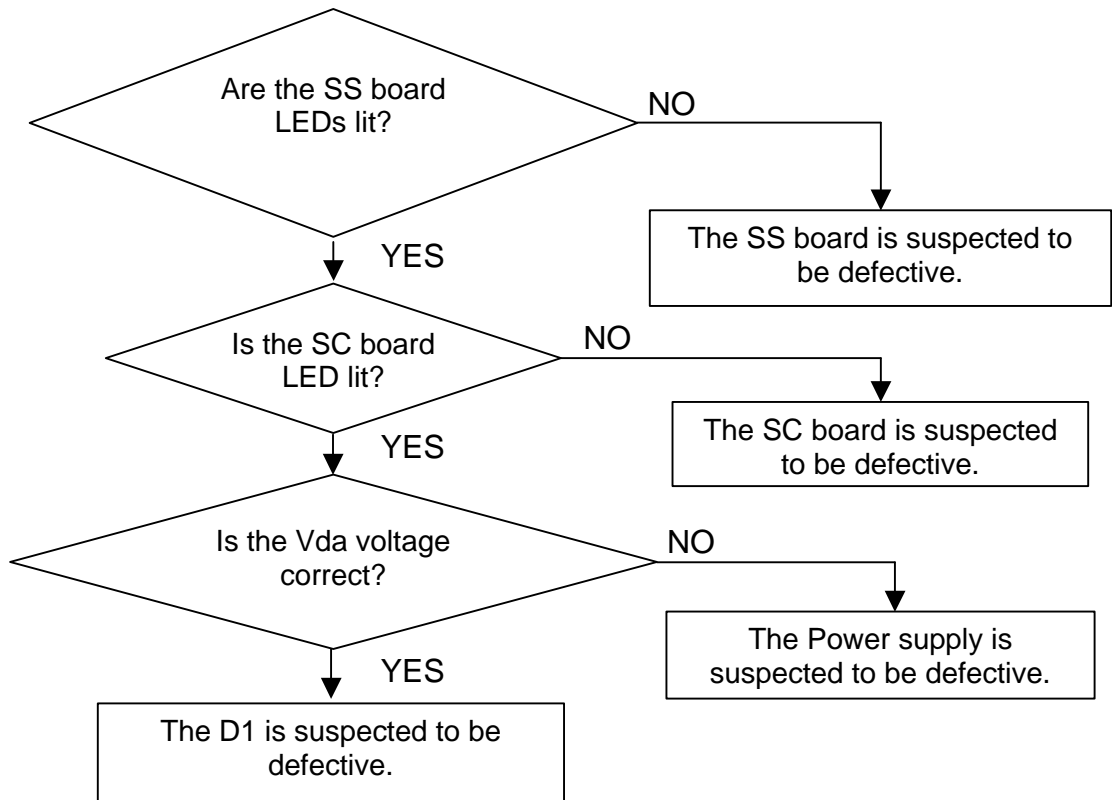 Are the SS board
LEDs lit?
NO
The SS board is suspected to
be defective.
YES
Is the SC board
LED lit?
NO
The SC board is suspected
to be defective.
YES
Is the Vda voltage
correct?
NO
The Power supply is
suspected to be defective.
YES
The D1 is suspected to be
defective.